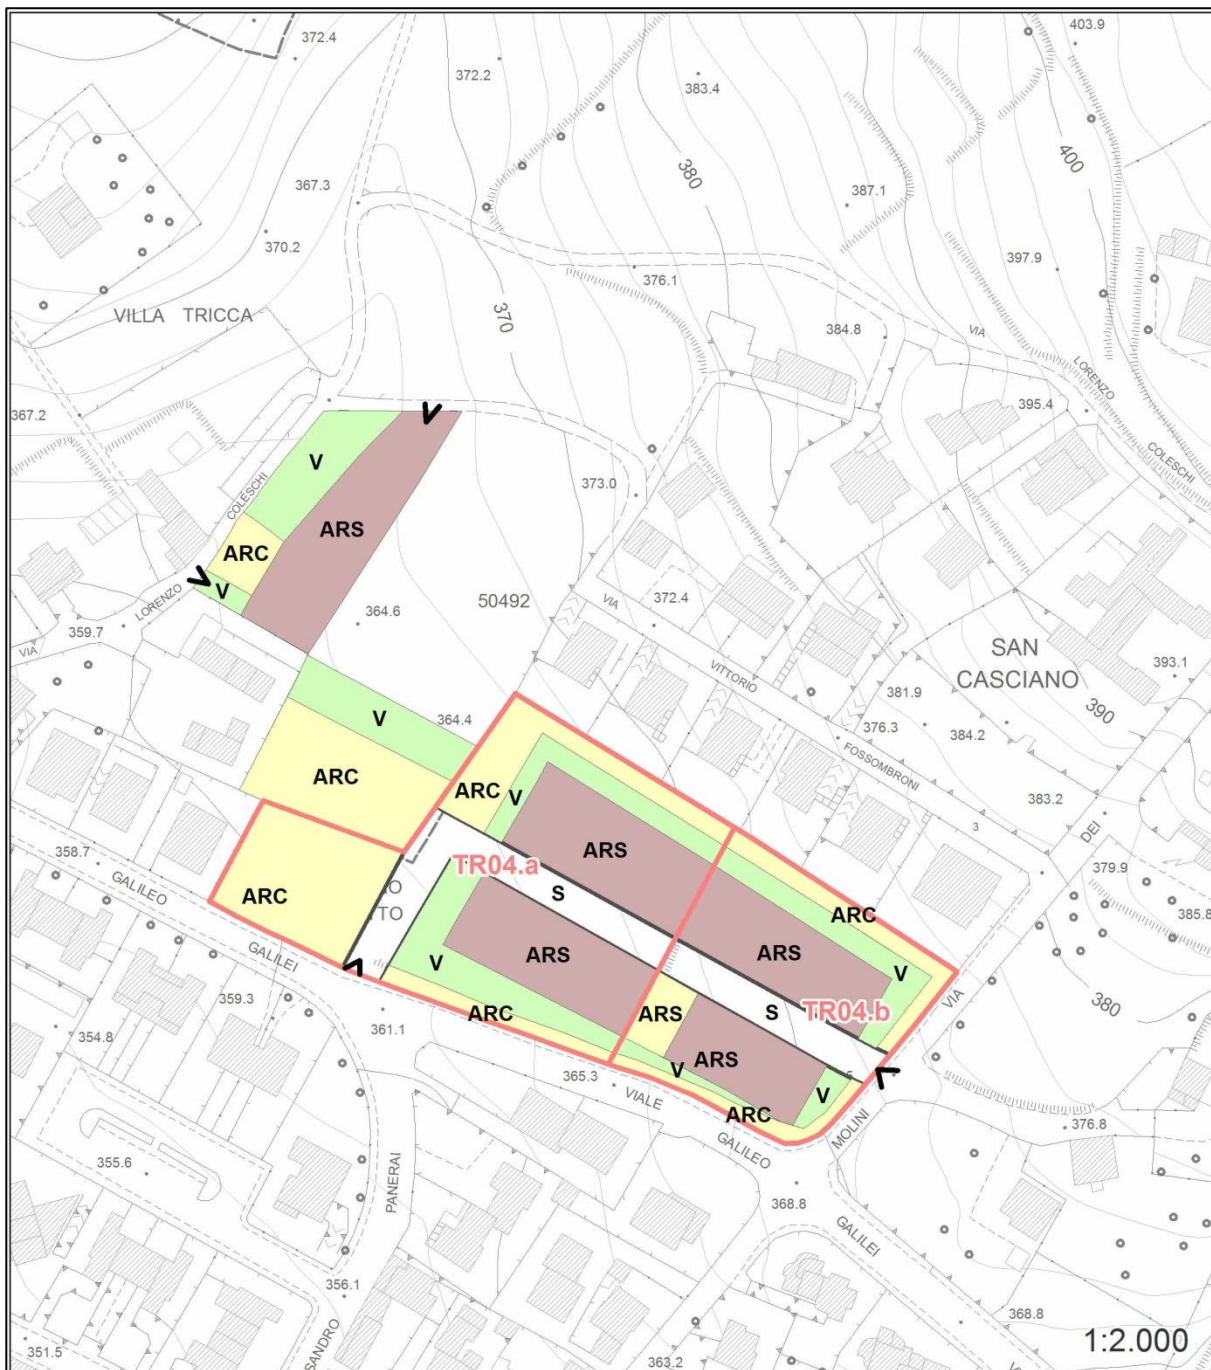 372.4
372.2
383.4
403.9
380
400
367.3
387.1
370.2
397.9
376.1
VILLA TRICCA
370
384.8
VIA
LORENZO
COLESCHI
367.2
395.4
V
V
COLESCHI
373.0
ARS
ARC
V
V
LORENZO
VIA
359.7
364.6
50492
VIA
372.4
VITTORIO
FOSSOMBRONI
SAN
CASCIANO
393.1
381.9
390
376.3
384.2
V
364.4
ARC
ARC
V
383.2
3
DEI
358.7
GALILEO
ARS
TR04.a
379.9
ARC
IO
TO
S
ARC
385.8
GALILEI
V
ARS
ARS
V
359.3
VIA
380
354.8
361.1
ARC
ARS
S
TR04.b
ARS
V
5
365.3
VIALE
V
ARC
MOLINI
376.8
GALILEO
355.6
PANERAI
368.8
GALILEI
356.1
368.8
351.5
SANDRO
363.2
1:2.000